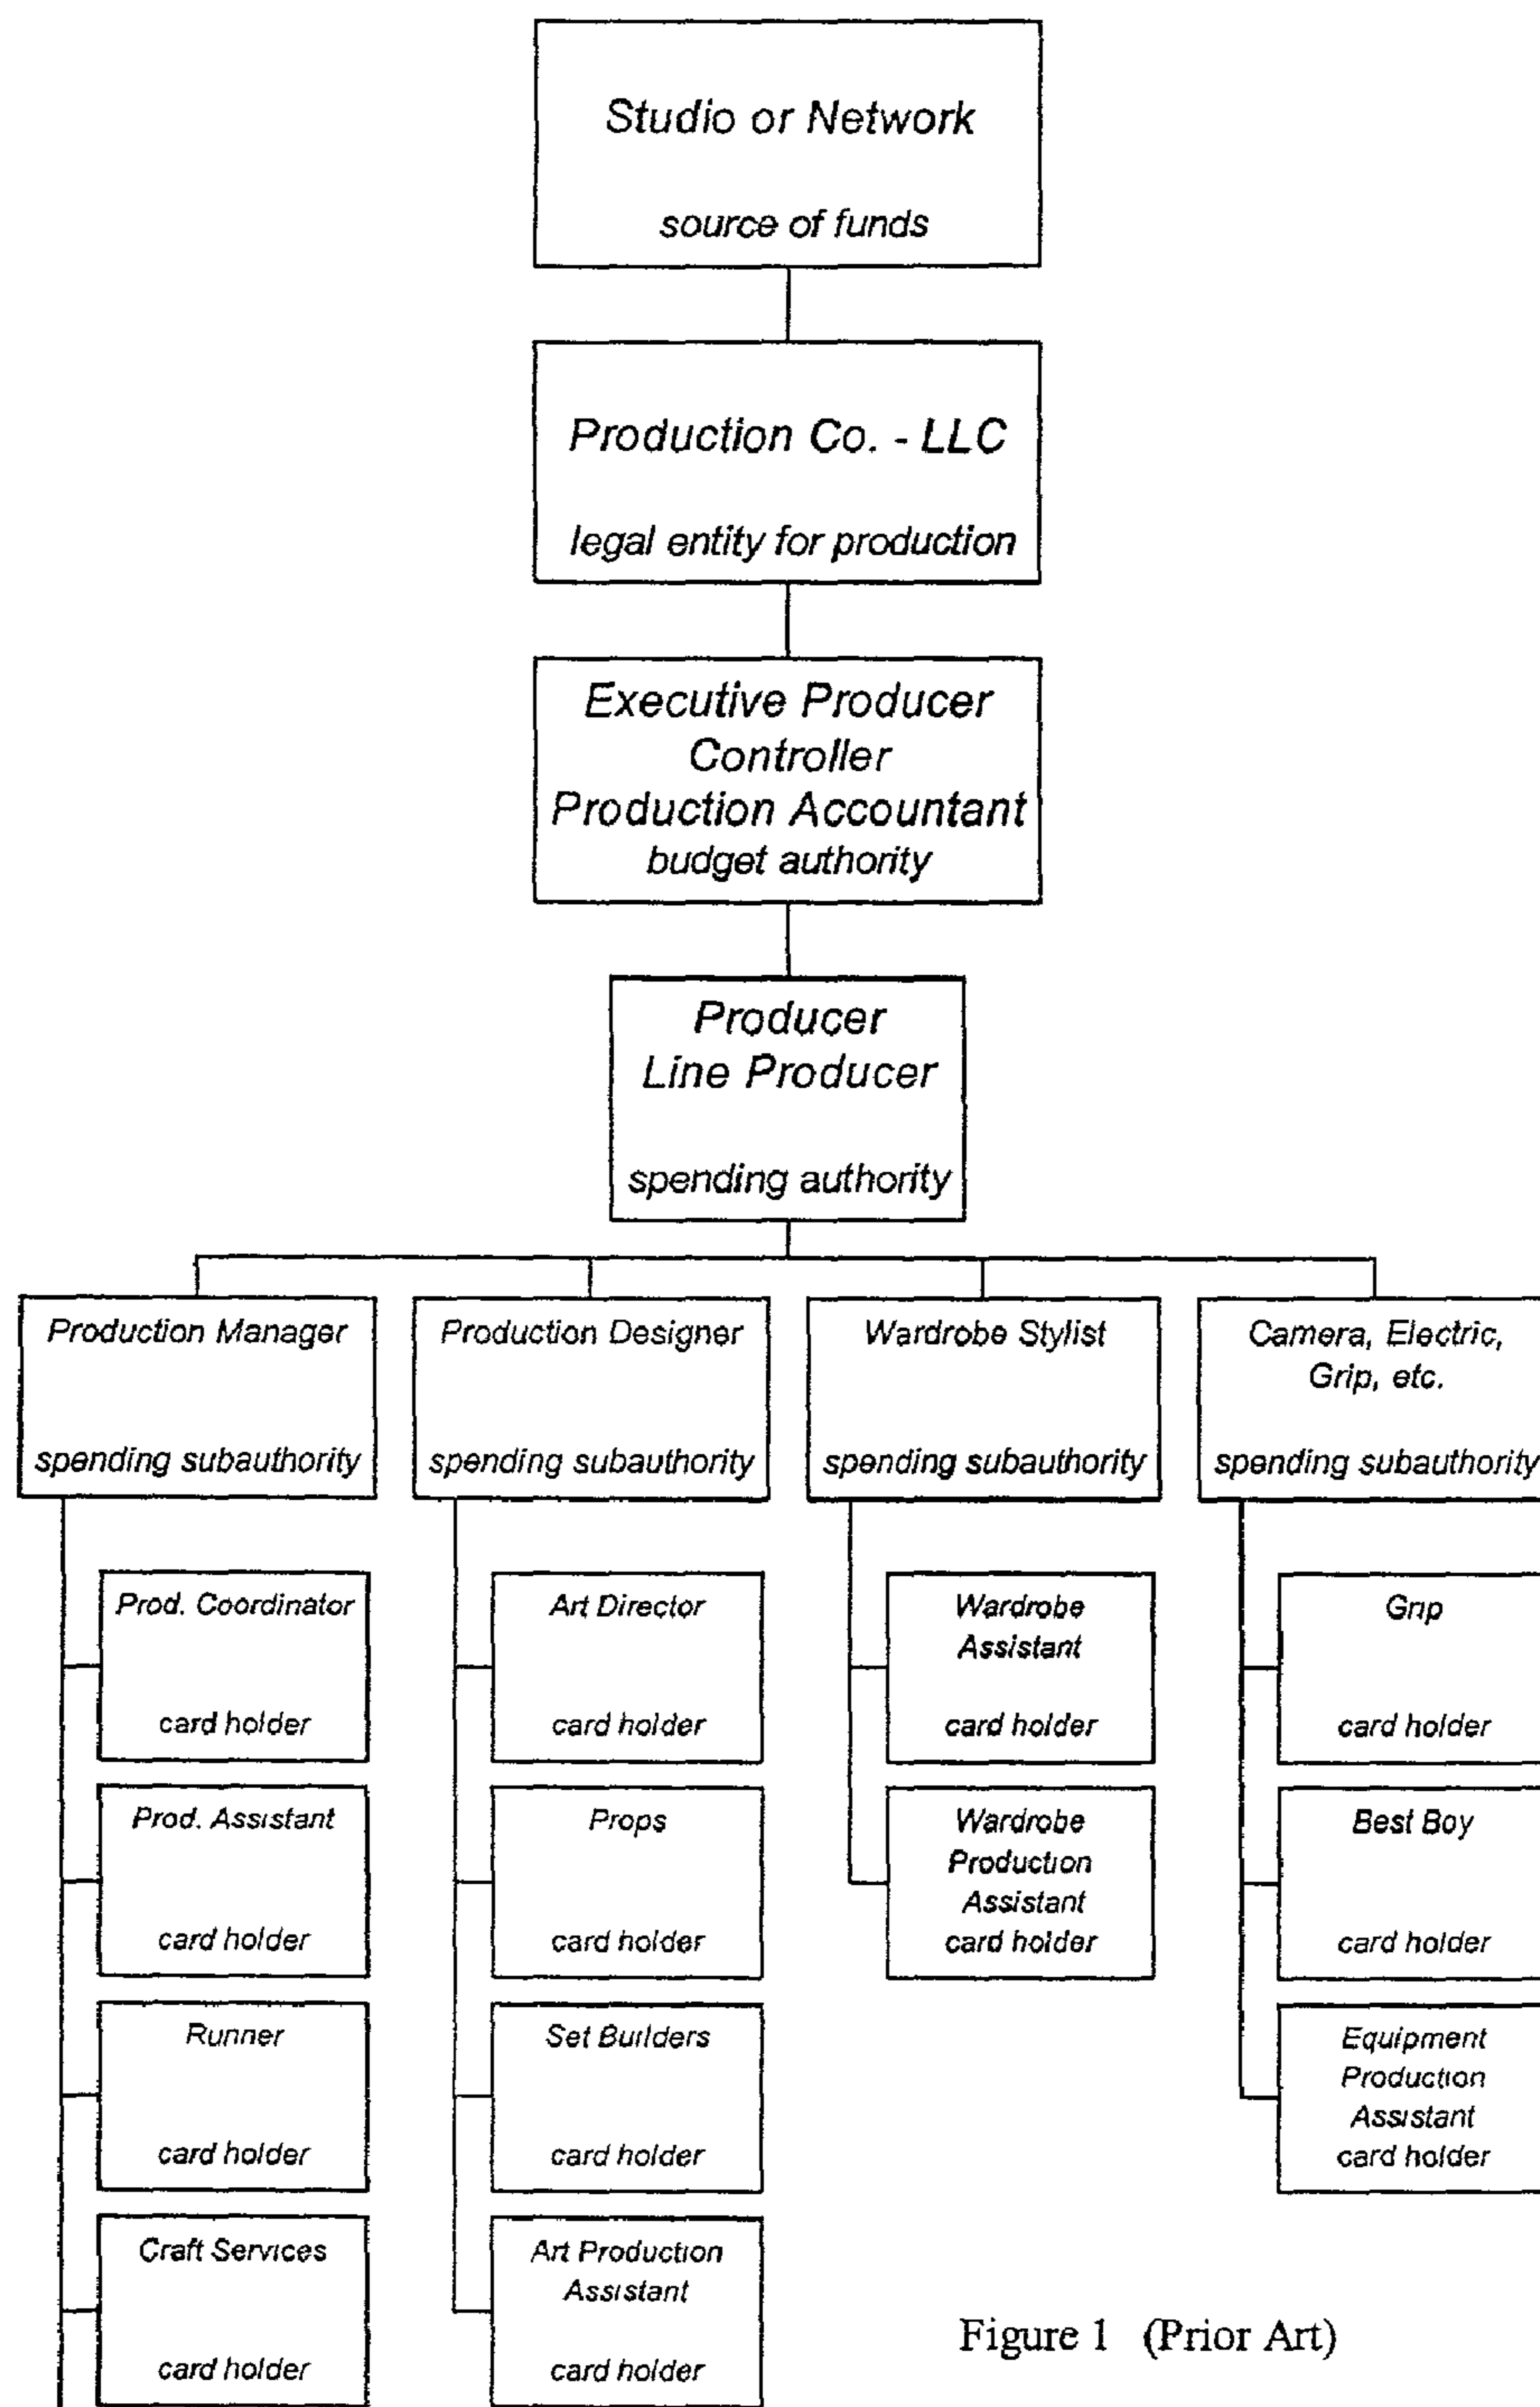 Studio or Network
source of funds
Production Co. - LLC
legal entity for production
Executive Producer
Controller
Production Accountant
budget authority
Producer
Line Producer
spending authority
Production Manager
spending subauthority
Production Designer
spending subauthority
Wardrobe Stylist
spending subauthority
Camera, Electric,
Grip, etc.
spending subauthority
Prod. Coordinator
card holder
Prod. Assistant
card holder
Runner
card holder
Craft Services
card holder
Art Director
card holder
Props
card holder
Set Builders
card holder
Art Production
Assistant
card holder
Wardrobe
Assistant
card holder
Wardrobe
Production
Assistant
card holder
Grip
card holder
Best Boy
card holder
Equipment
Production
Assistant
card holder
Figure 1 (Prior Art)